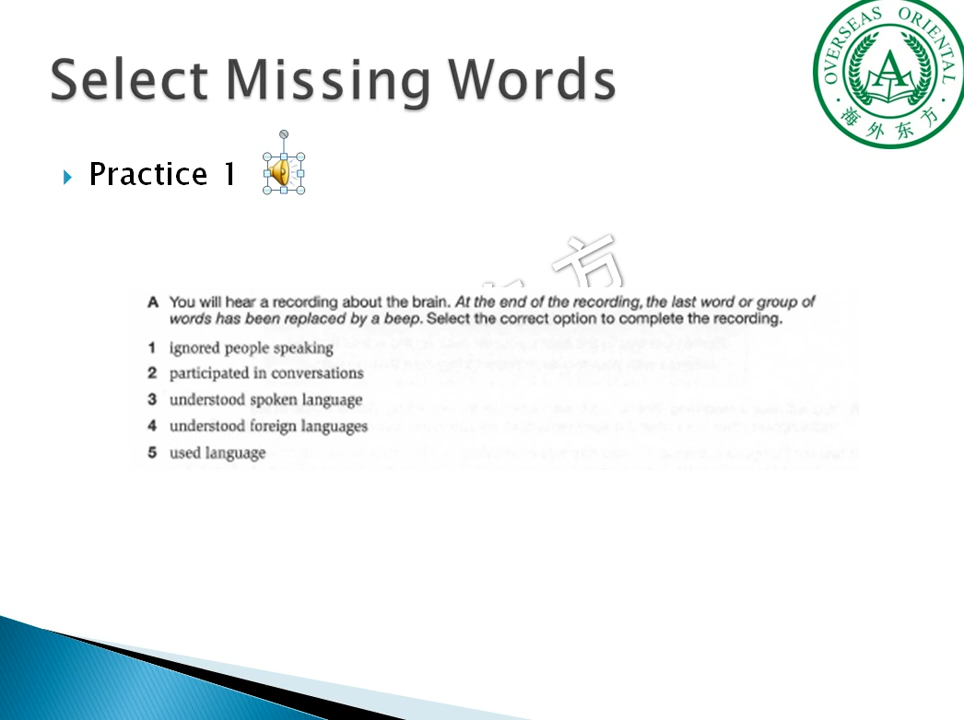 Select Missing Words
OVERSEAS ORIENTAL
A
·海外东方·
Practice 1
方
A You will hear a recording about the brain. At the end of the recording, the last word or group of
words has been replaced by a beep. Select the correct option to complete the recording.
1 ignored people speaking
2 participated in conversations
3 understood spoken language
4 understood foreign languages
5 used language